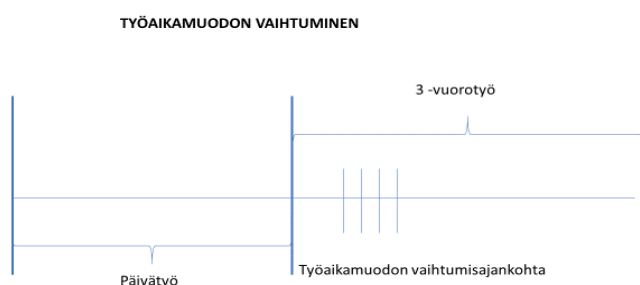 TYÖAIKAMUODON VAIHTUMINEN
3 -vuorotyö
Työaikamuodon vaihtumisajankohta
Päivätyö